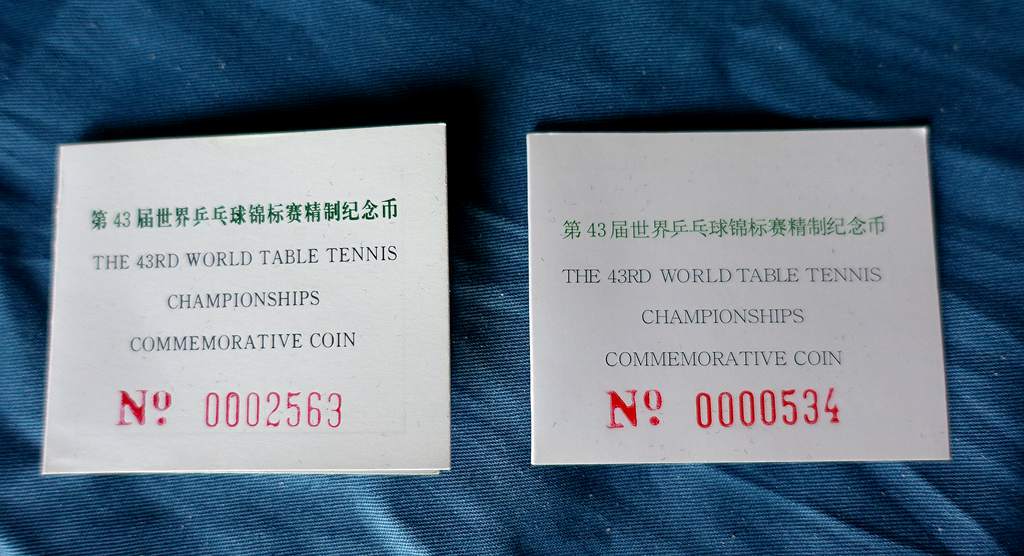 第43届世界乒乓球锦标赛精制纪念币
THE 43RD WORLD TABLE TENNIS
CHAMPIONSHIPS
COMMEMORATIVE COIN
Nº 0002563
第43届世界乒乓球锦标赛精制纪念币
THE 43RD WORLD TABLE TENNIS
CHAMPIONSHIPS
COMMEMORATIVE COIN
Nº 0000534